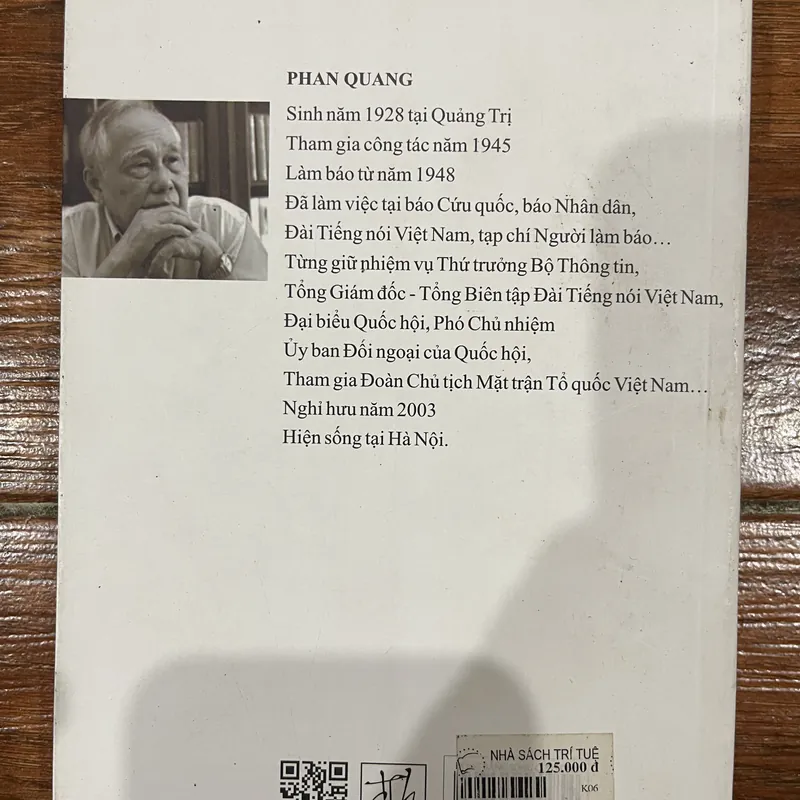 PHAN QUANG
Sinh năm 1928 tại Quảng Trị
Tham gia công tác năm 1945
Làm báo từ năm 1948
Đã làm việc tại báo Cứu quốc, báo Nhân dân,
Đài Tiếng nói Việt Nam, tạp chí Người làm báo…
Từng giữ nhiệm vụ Thứ trưởng Bộ Thông tin,
Tổng Giám đốc - Tổng Biên tập Đài Tiếng nói Việt Nam,
Đại biểu Quốc hội, Phó Chủ nhiệm
Ủy ban Đối ngoại của Quốc hội,
Tham gia Đoàn Chủ tịch Mặt trận Tổ quốc Việt Nam…
Nghỉ hưu năm 2003
Hiện sống tại Hà Nội.
NHÀ SÁCH TRÍ TUỆ
125.000 đ
K06